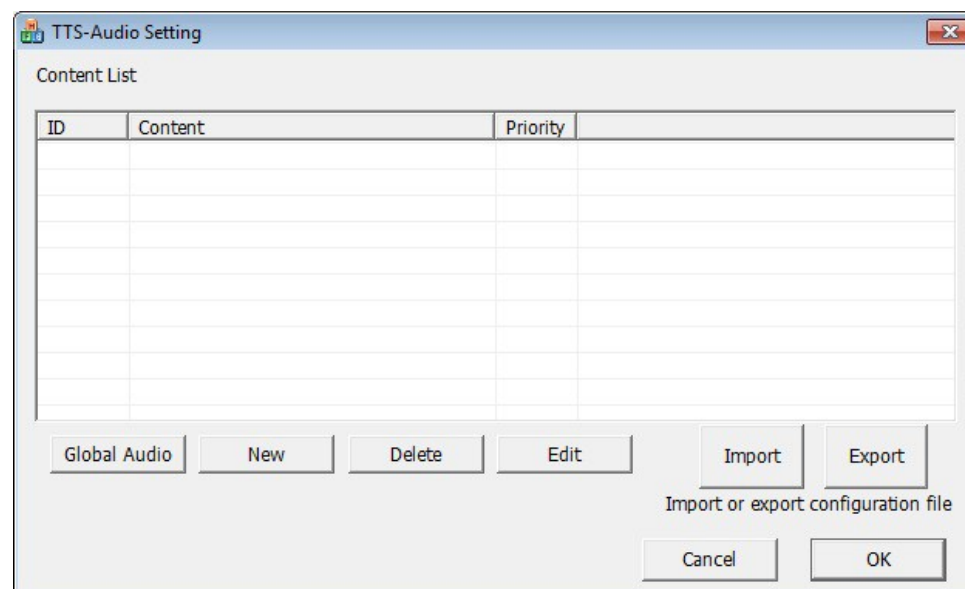 TTS-Audio Setting
Content List
ID Content Priority
Global Audio New Delete Edit Import Export
Import or export configuration file
Cancel OK